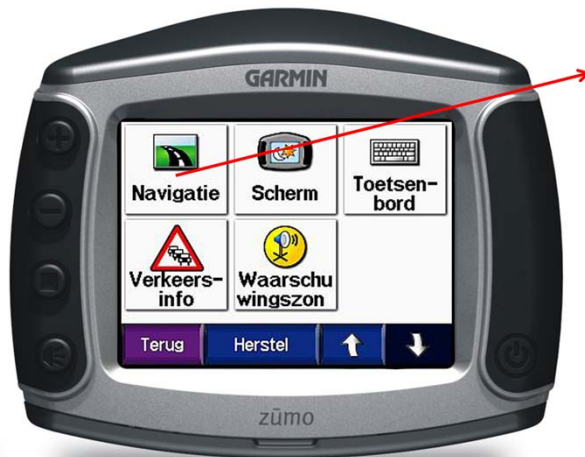 GARMIN
Navigatie
Scherm
Toetsen-
bord
Verkeers-
info
Waarschu
wingszon
Terug
Herstel
zūmo